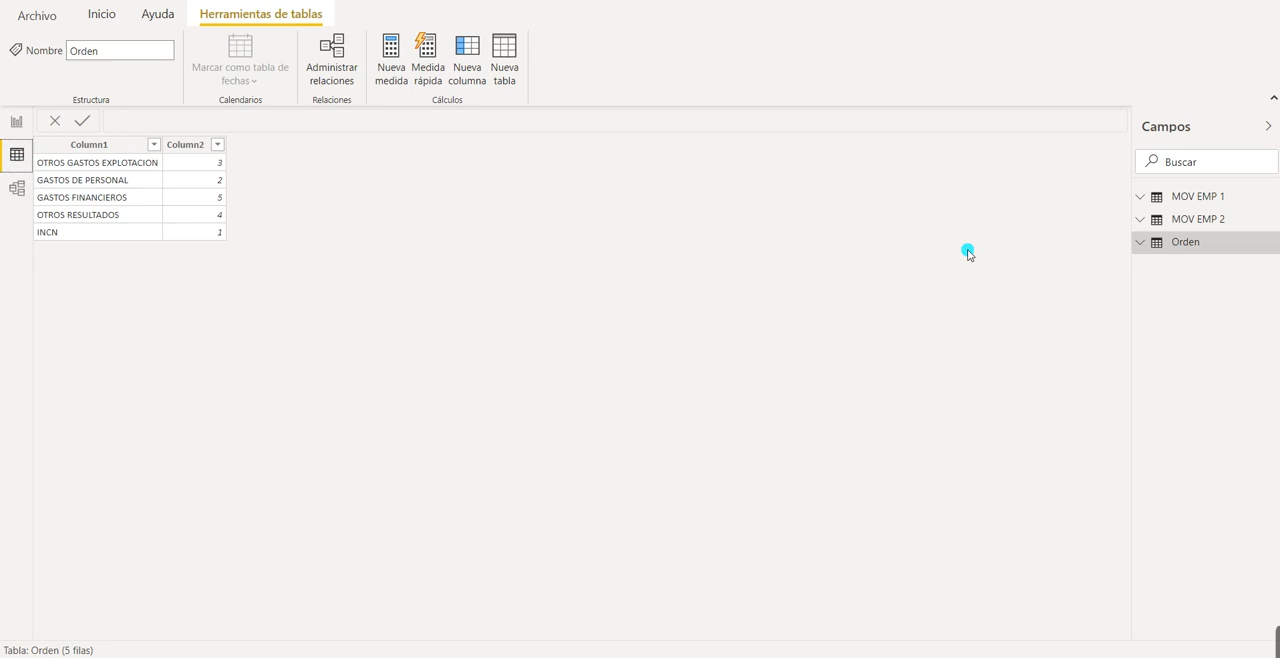 Archivo Inicio Ayuda Herramientas de tablas
Nombre Orden
Marcar como tabla de
fechas
Administrar
relaciones
Nueva
medida
Medida
rápida
Nueva
columna
Nueva
tabla
Estructura Calendarios Relaciones Cálculos
Campos
Buscar
MOV EMP 1
MOV EMP 2
Orden
Column1 Column2
OTROS GASTOS EXPLOTACION 3
GASTOS DE PERSONAL 2
GASTOS FINANCIEROS 5
OTROS RESULTADOS 4
INCN 1
Tabla: Orden (5 filas)